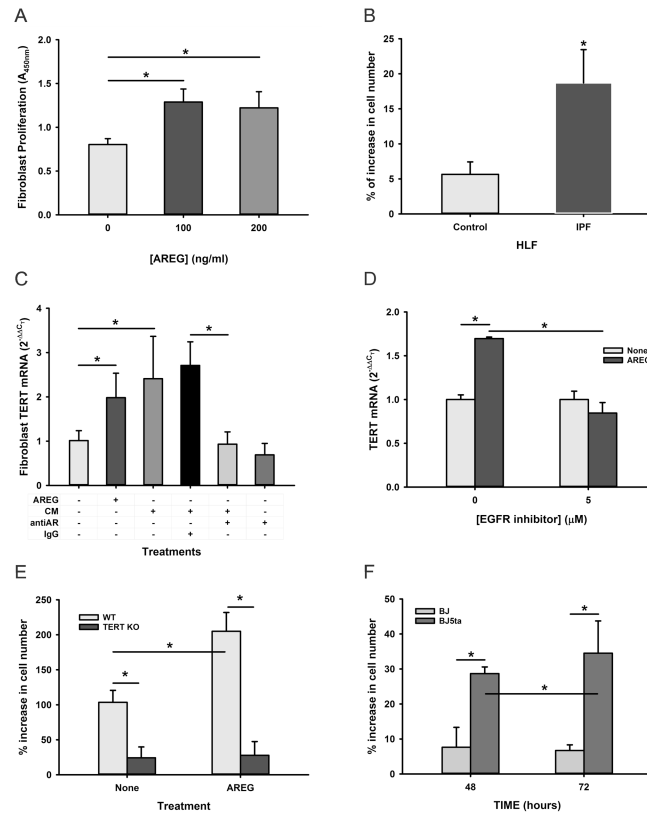 A
Fibroblast Proliferation (A450nm)
2.0
1.5
1.0
0.5
0.0
*
*
0 100 200
[AREG] (ng/ml)
B
% of increase in cell number
25
20
15
10
5
0
*
Control IPF
HLF
C
Fibroblast TERT mRNA (2-ΔΔCT)
4
3
2
1
0
*
*
*
AREG - + - - - -
CM - - + + + -
antiAR - - - - + +
IgG - - - + - -
Treatments
D
TERT mRNA (2-ΔΔCT)
2.0
1.5
1.0
0.5
0.0
*
*
None
AREG
0 5
[EGFR inhibitor] (μM)
E
% increase in cell number
250
200
150
100
50
0
WT
TERT KO
*
*
*
None AREG
Treatment
F
% increase in cell number
50
40
30
20
10
0
BJ
BJ5ta
*
*
*
48 72
TIME (hours)